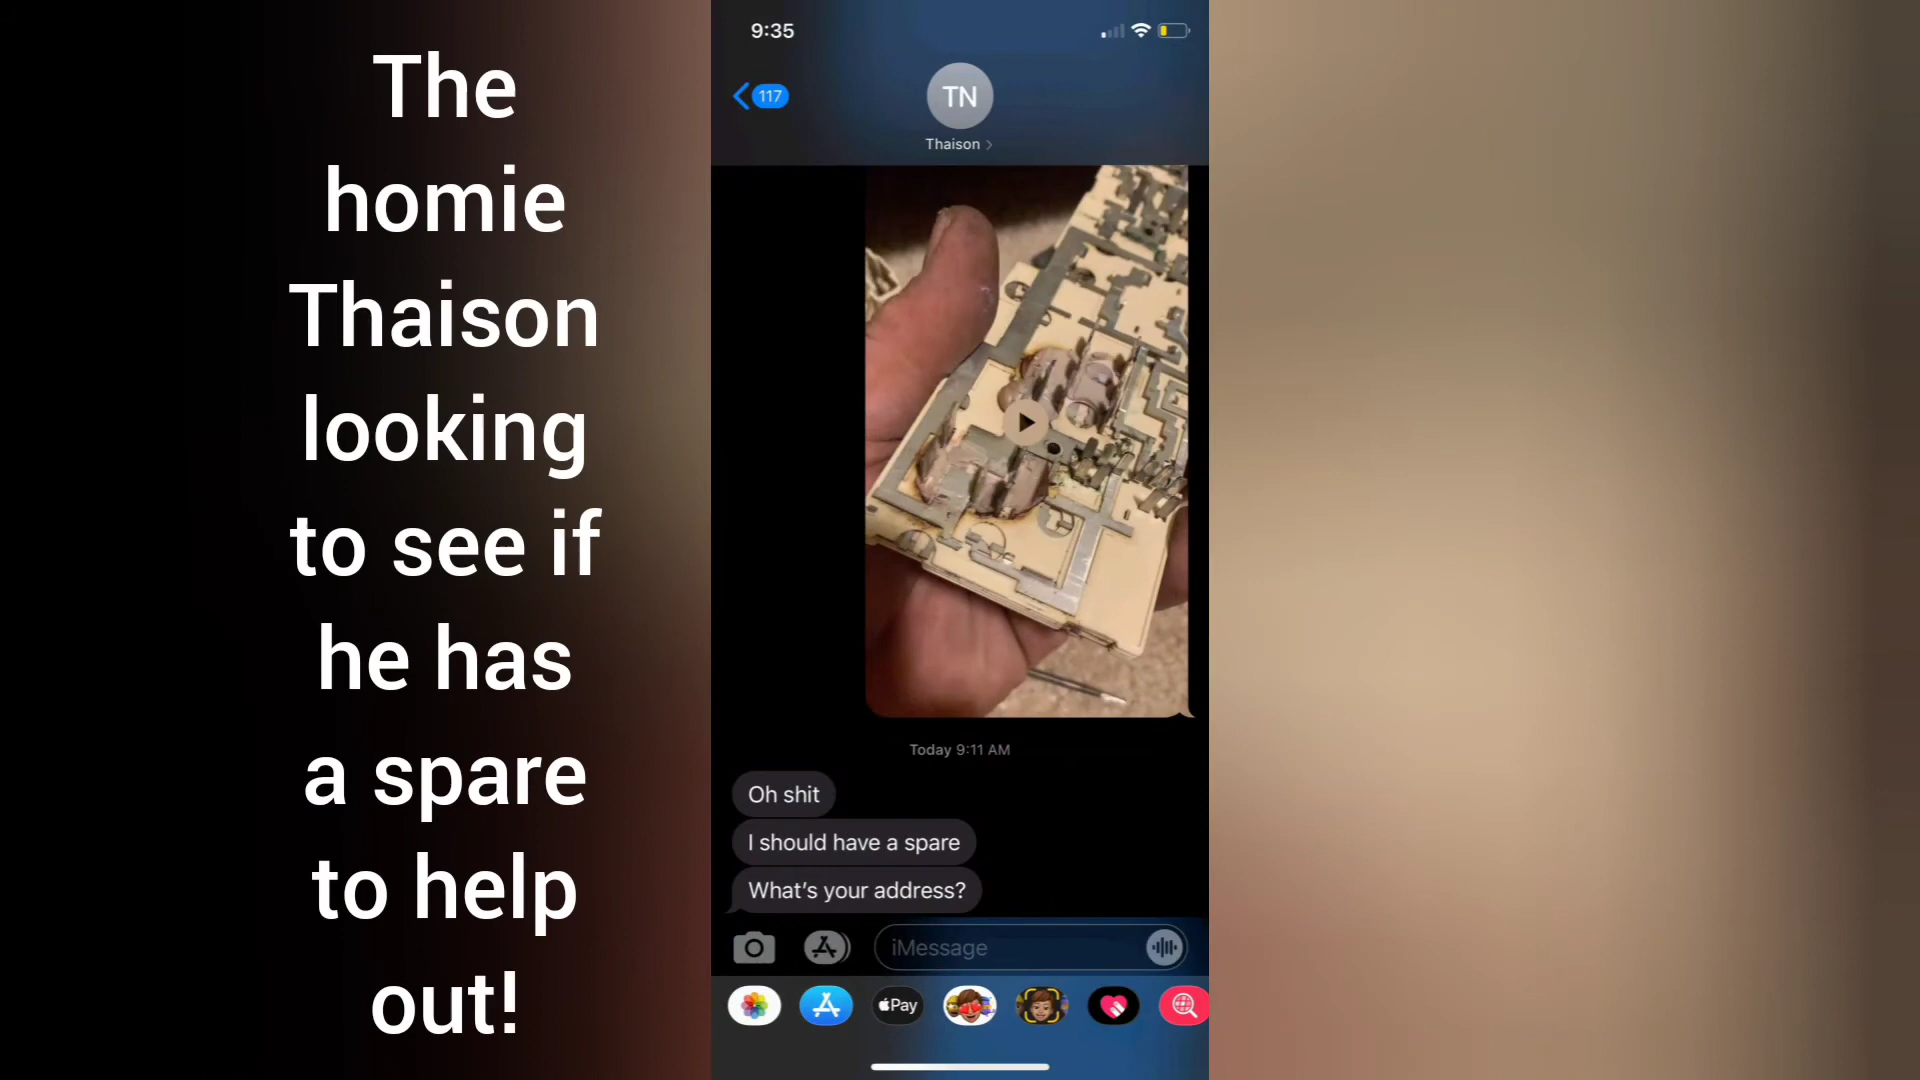 The
homie
Thaison
looking
to see if
he has
a spare
to help
out!
9:35
117
TN
Thaison
Today 9:11 AM
Oh shit
I should have a spare
What's your address?
iMessage
Pay